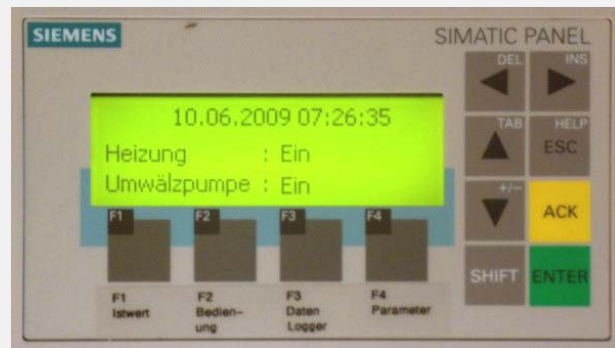 SIEMENS
SIMATIC PANEL
DEL INS
10.06.2009 07:26:35
Heizung : Ein
Umwälzpumpe : Ein
TAB HELP
ESC
+/-
ACK
F1 F2 F3 F4
SHIFT ENTER
F1 F2 F3 F4
Istwert Bedien- Daten Parameter
ung Logger